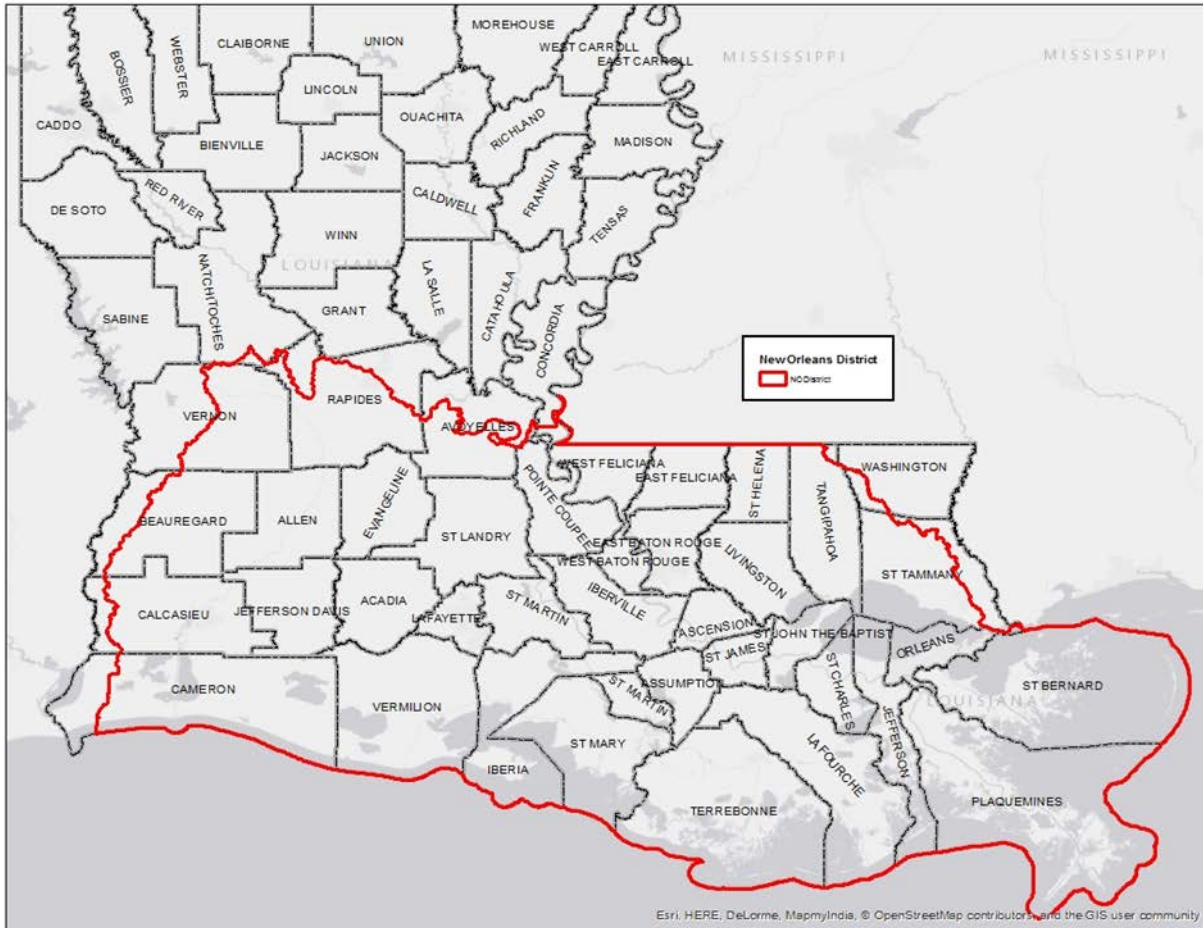 MOREHOUSE
CLAIBORNE
UNION
WEST CARROLL
EAST CARROLL
MISSISSIPPI
MISSISSIPPI
BOSSIER
WEBSTER
LINCOLN
OUACHITA
CADDO
RICHLAND
MADISON
BIENVILLE
JACKSON
RED RIVER
CALDWELL
FRANKLIN
DE SOTO
TENSAS
WINN
LOUISIANA
NATCHITOCHES
LA SALLE
CATAHOULA
SABINE
GRANT
CONCORDIA
New Orleans District
NODistrict
VERNON
RAPIDES
AVOYELLES
WEST FELICIANA
EAST FELICIANA
ST HELENA
TANGIPAHOA
WASHINGTON
POINTE COUPEE
EVANGELINE
BEAUREGARD
ALLEN
ST LANDRY
EAST BATON ROUGE
WEST BATON ROUGE
LIVINGSTON
ST TAMMANY
CALCASIEU
JEFFERSON DAVIS
ACADIA
LAFAYETTE
ST MARTIN
IBERVILLE
ASCENSION
ST JOHN THE BAPTIST
ST JAMES
ORLEANS
CAMERON
VERMILION
ST MARTIN
ASSUMPTION
ST CHARLES
JEFFERSON
LOUISIANA
ST BERNARD
ST MARY
IBERIA
LAFOURCHE
TERREBONNE
PLAQUEMINES
Esri, HERE, DeLorme, MapmyIndia, © OpenStreetMap contributors, and the GIS user community